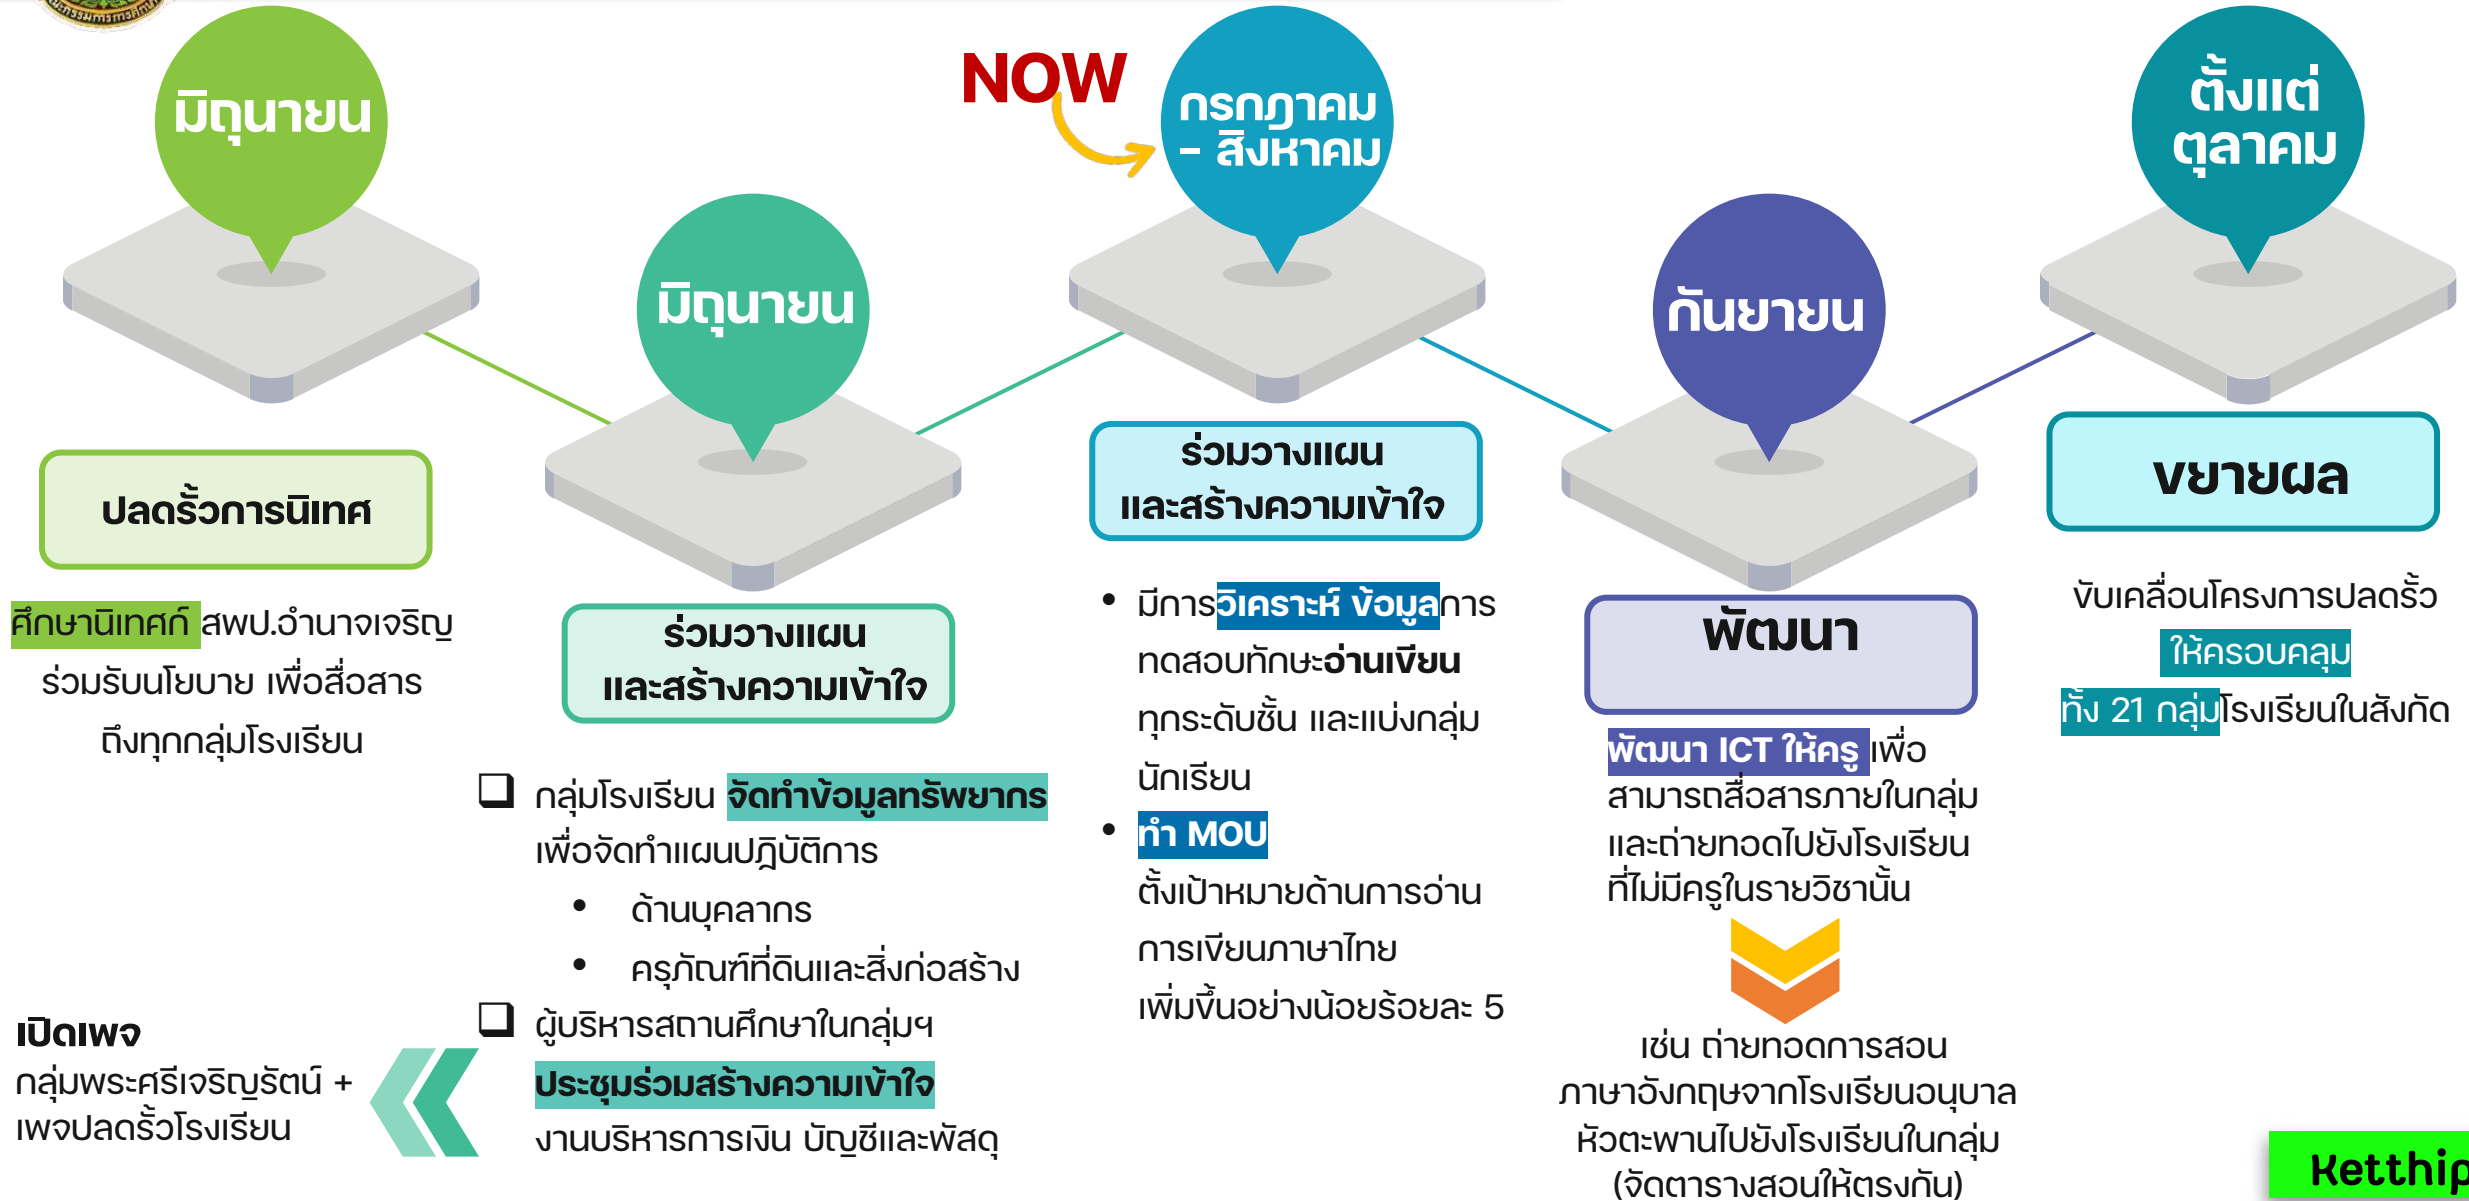 มิถุนายน
ปลดรั้วการนิเทศ
ศึกษานิเทศก์ สพป.อำนาจเจริญ
ร่วมรับนโยบาย เพื่อสื่อสาร
ถึงทุกกลุ่มโรงเรียน
มิถุนายน
ร่วมวางแผน
และสร้างความเข้าใจ
กลุ่มโรงเรียน จัดทำข้อมูลทรัพยากร
เพื่อจัดทำแผนปฎิบัติการ
• ด้านบุคลากร
• ครุภัณฑ์ที่ดินและสิ่งก่อสร้าง
ผู้บริหารสถานศึกษาในกลุ่มฯ
ประชุมร่วมสร้างความเข้าใจ
งานบริหารการเงิน บัญชีและพัสดุ
เปิดเพจ
กลุ่มพระศรีเจริญรัตน์ +
เพจปลดรั้วโรงเรียน
NOW
กรกฎาคม
- สิงหาคม
ร่วมวางแผน
และสร้างความเข้าใจ
• มีการวิเคราะห์ ข้อมูลการ
ทดสอบทักษะอ่านเขียน
ทุกระดับชั้น และแบ่งกลุ่ม
นักเรียน
• ทำ MOU
ตั้งเป้าหมายด้านการอ่าน
การเขียนภาษาไทย
เพิ่มขึ้นอย่างน้อยร้อยละ 5
กันยายน
พัฒนา
พัฒนา ICT ให้ครู เพื่อ
สามารถสื่อสารภายในกลุ่ม
และถ่ายทอดไปยังโรงเรียน
ที่ไม่มีครูในรายวิชานั้น
เช่น ถ่ายทอดการสอน
ภาษาอังกฤษจากโรงเรียนอนุบาล
หัวตะพานไปยังโรงเรียนในกลุ่ม
(จัดตารางสอนให้ตรงกัน)
ตั้งแต่
ตุลาคม
ขยายผล
ขับเคลื่อนโครงการปลดรั้ว
ให้ครอบคลุม
ทั้ง 21 กลุ่มโรงเรียนในสังกัด
Ketthip